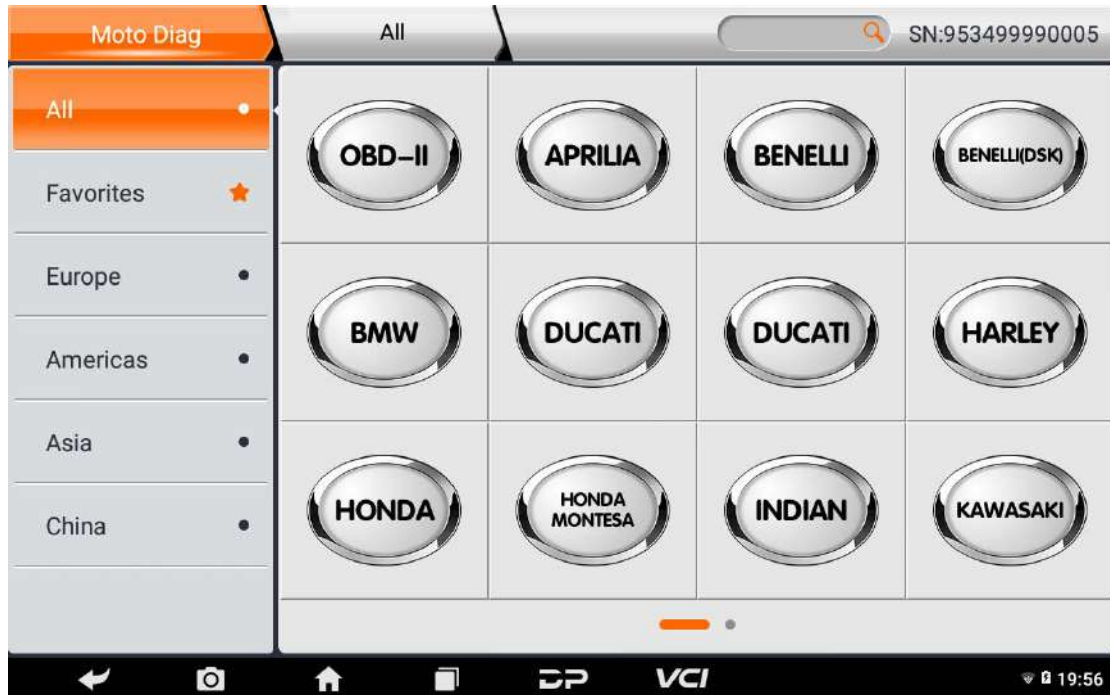 Moto Diag
All
SN:953499990005
All
Favorites
Europe
Americas
Asia
China
OBD-II
APRILIA
BENELLI
BENELLI(DSK)
BMW
DUCATI
DUCATI
HARLEY
HONDA
HONDA
MONTESA
INDIAN
KAWASAKI
DP
VCI
19:56